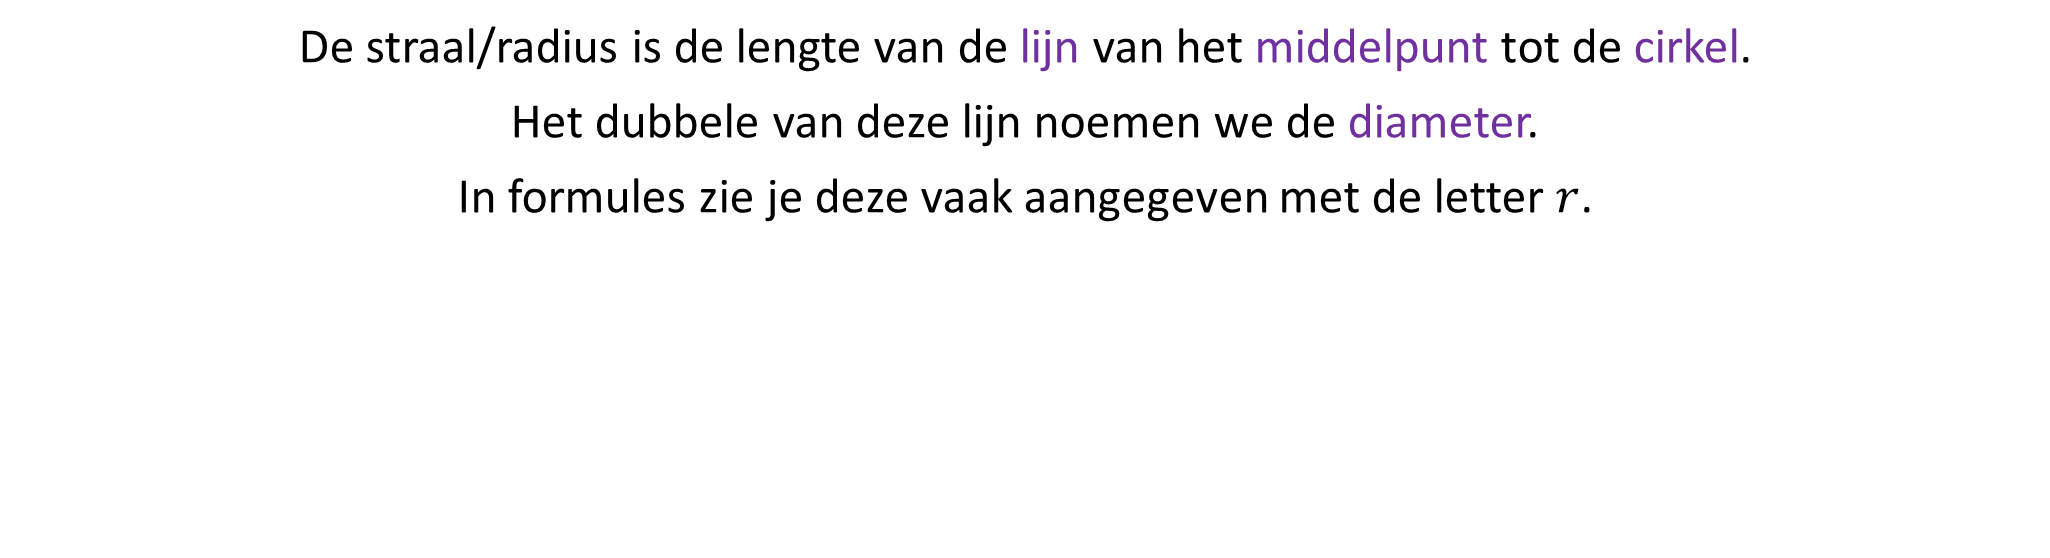 De straal/radius is de lengte van de lijn van het middelpunt tot de cirkel.
Het dubbele van deze lijn noemen we de diameter.
In formules zie je deze vaak aangegeven met de letter r.